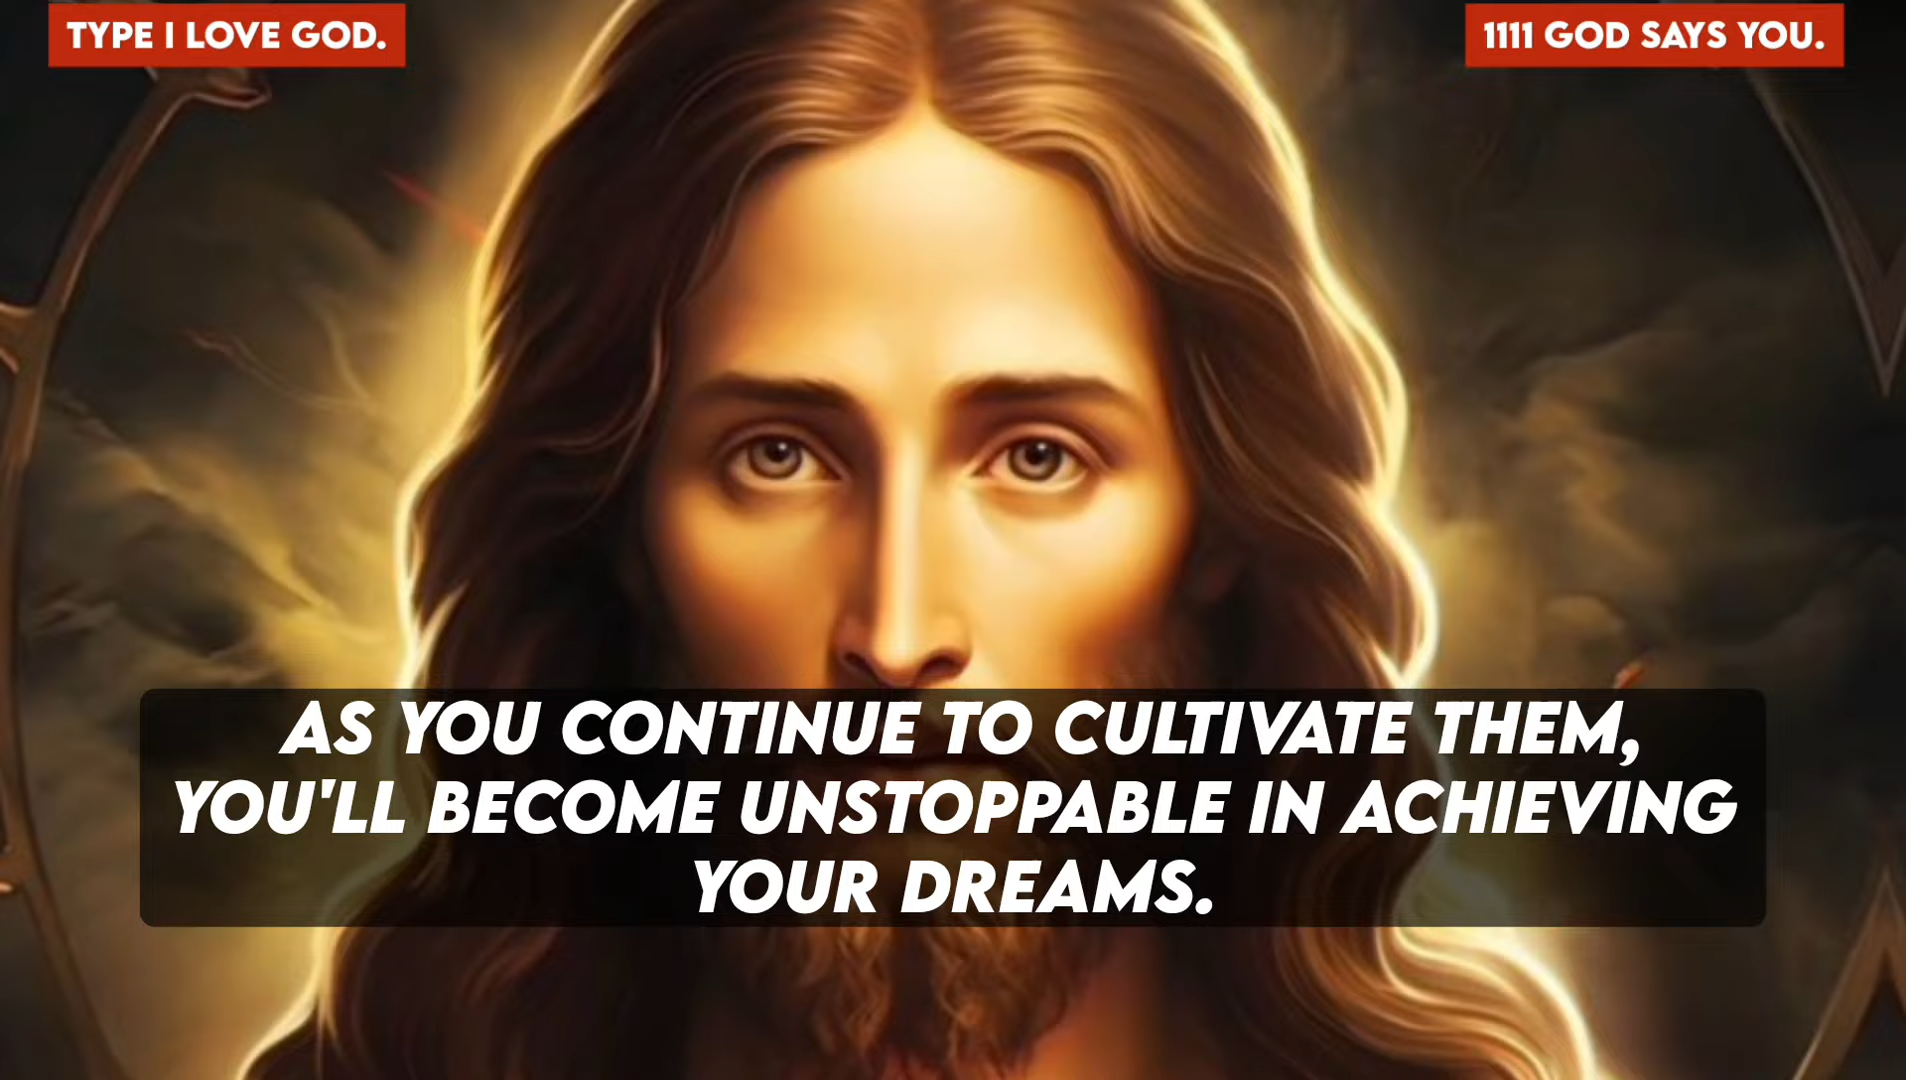 TYPE I LOVE GOD.
1111 GOD SAYS YOU.
AS YOU CONTINUE TO CULTIVATE THEM,
YOU'LL BECOME UNSTOPPABLE IN ACHIEVING
YOUR DREAMS.